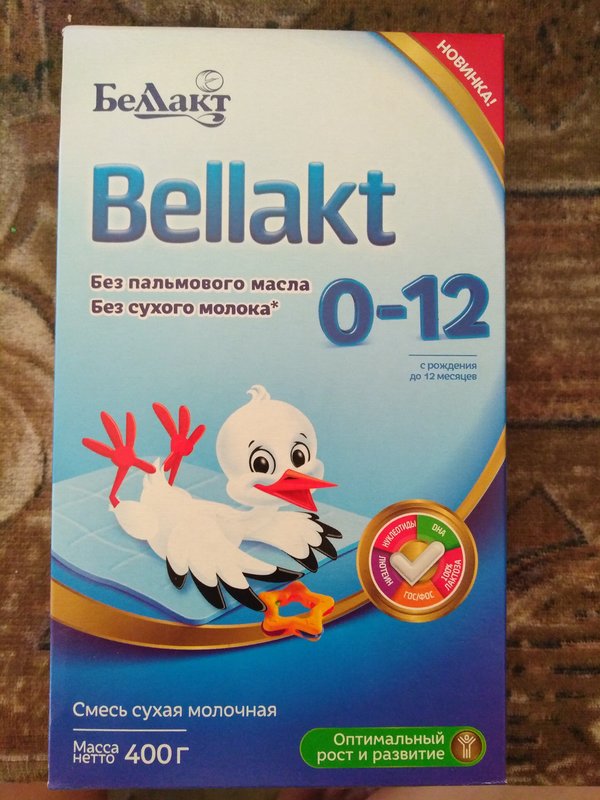 НОВИНКА!
Беллакт
Bellakt
Без пальмового масла
Без сухого молока*
0-12
с рождения
до 12 месяцев
НУКЛЕОТИДЫ
DHA
ЛЮТЕИН
100%
ЛАКТОЗА
ГОС/ФОС
Смесь сухая молочная
Масса
нетто 400 г
Оптимальный
рост и развитие